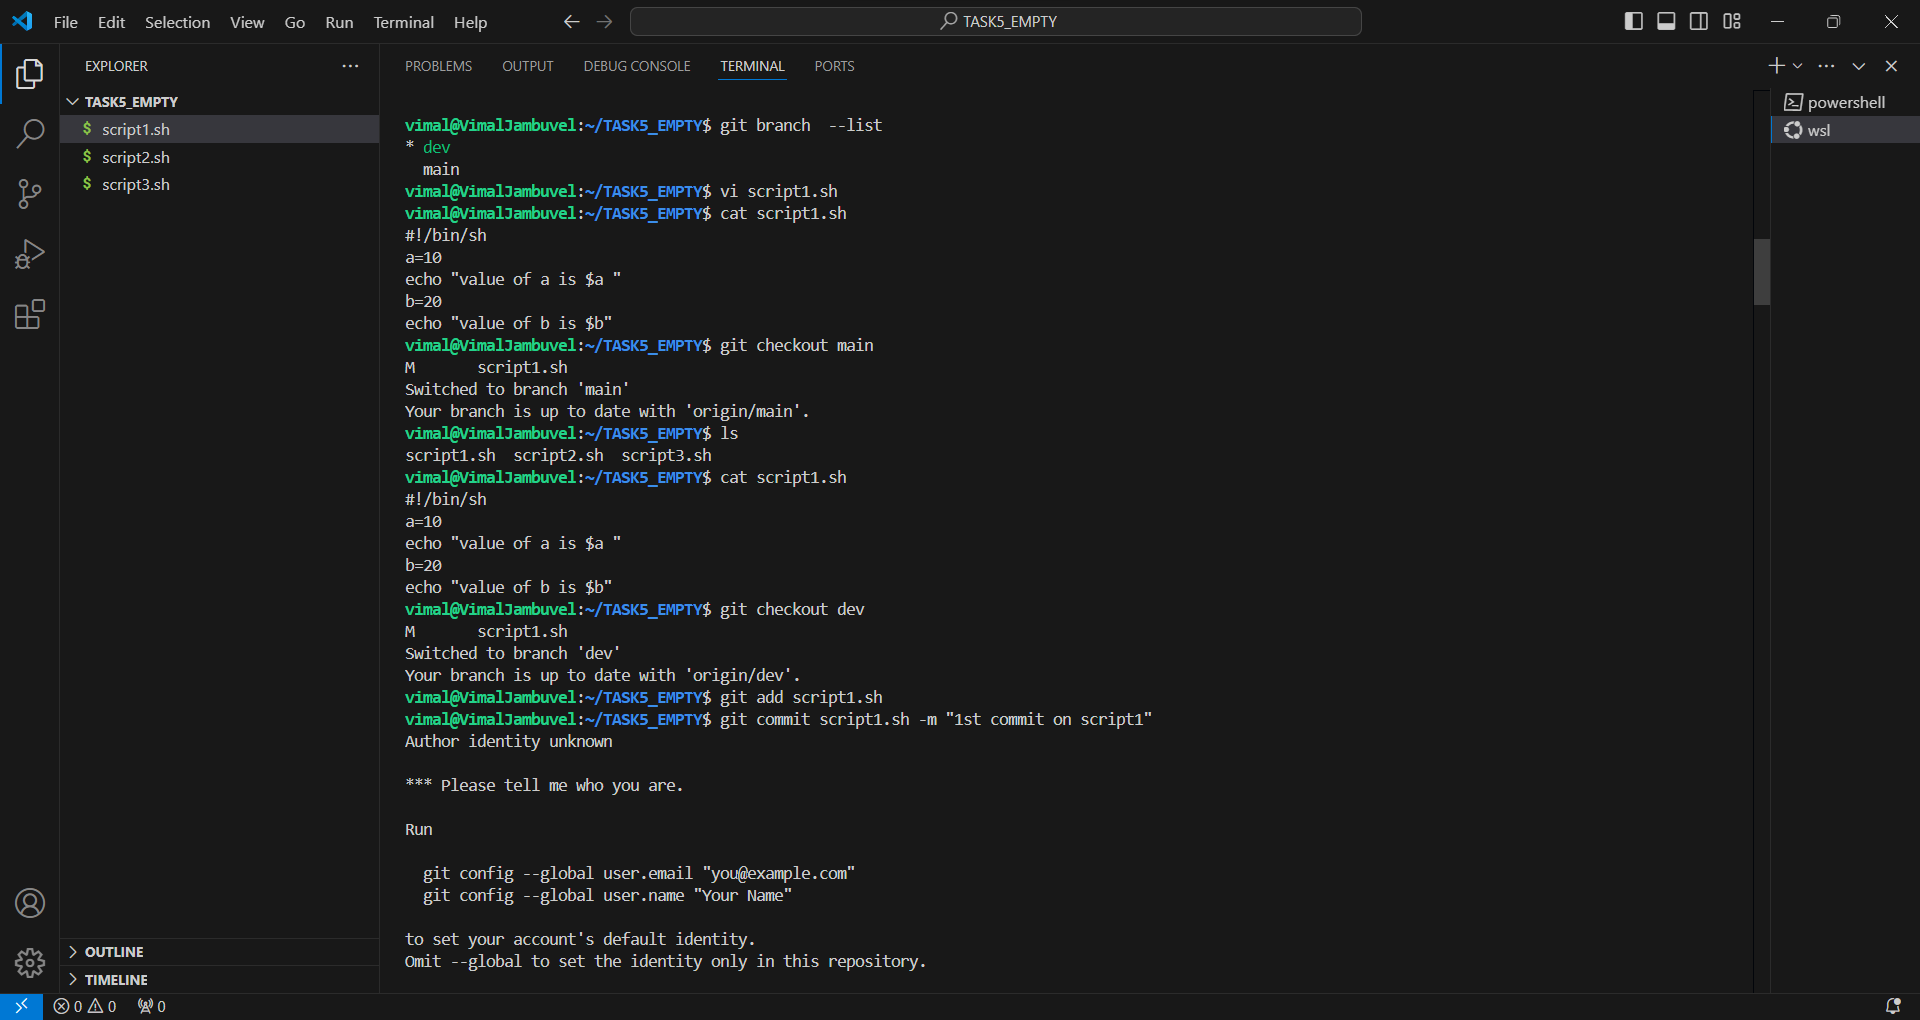 File Edit Selection View Go Run Terminal Help TASK5_EMPTY
EXPLORER
TASK5_EMPTY
$ script1.sh
$ script2.sh
$ script3.sh
OUTLINE
TIMELINE
PROBLEMS OUTPUT DEBUG CONSOLE TERMINAL PORTS
vimal@VimalJambuvel:~/TASK5_EMPTY$ git branch  --list
* dev
  main
vimal@VimalJambuvel:~/TASK5_EMPTY$ vi script1.sh
vimal@VimalJambuvel:~/TASK5_EMPTY$ cat script1.sh
#!/bin/sh
a=10
echo "value of a is $a "
b=20
echo "value of b is $b"
vimal@VimalJambuvel:~/TASK5_EMPTY$ git checkout main
M       script1.sh
Switched to branch 'main'
Your branch is up to date with 'origin/main'.
vimal@VimalJambuvel:~/TASK5_EMPTY$ ls
script1.sh  script2.sh  script3.sh
vimal@VimalJambuvel:~/TASK5_EMPTY$ cat script1.sh
#!/bin/sh
a=10
echo "value of a is $a "
b=20
echo "value of b is $b"
vimal@VimalJambuvel:~/TASK5_EMPTY$ git checkout dev
M       script1.sh
Switched to branch 'dev'
Your branch is up to date with 'origin/dev'.
vimal@VimalJambuvel:~/TASK5_EMPTY$ git add script1.sh
vimal@VimalJambuvel:~/TASK5_EMPTY$ git commit script1.sh -m "1st commit on script1"
Author identity unknown
*** Please tell me who you are.
Run
  git config --global user.email "you@example.com"
  git config --global user.name "Your Name"
to set your account's default identity.
Omit --global to set the identity only in this repository.
powershell
wsl
0 0 0